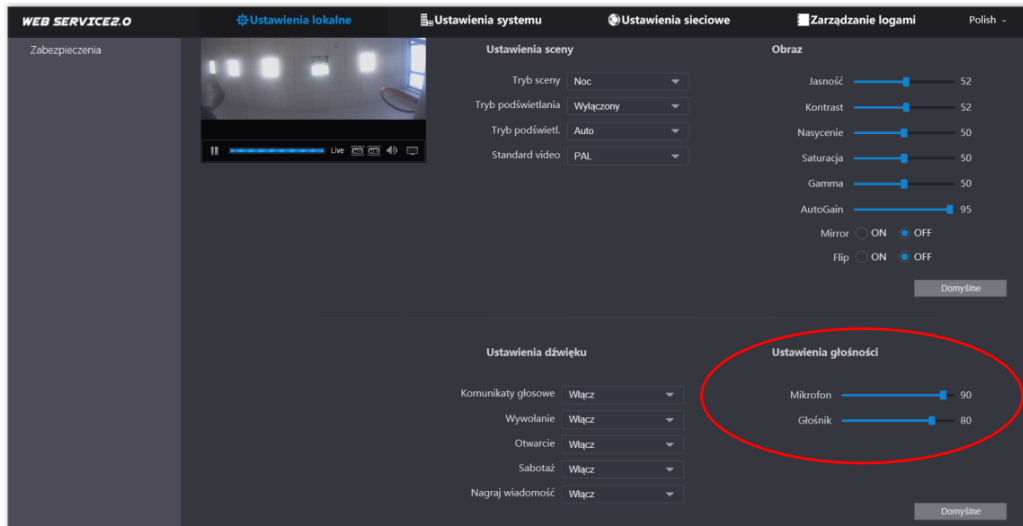 WEB SERVICE2.0
Ustawienia lokalne
Ustawienia systemu
Ustawienia sieciowe
Zarządzanie logami
Polish
Zabezpieczenia
Live
Ustawienia sceny
Tryb sceny Noc
Tryb podświetlania Wyłączony
Tryb podświetl. Auto
Standard video PAL
Obraz
Jasność 52
Kontrast 52
Nasycenie 50
Saturacja 50
Gamma 50
AutoGain 95
Mirror ON OFF
Flip ON OFF
Domyślne
Ustawienia dźwięku
Komunikaty głosowe Włącz
Wywołanie Włącz
Otwarcie Włącz
Sabotaż Włącz
Nagraj wiadomość Włącz
Ustawienia głośności
Mikrofon 90
Głośnik 80
Domyślne